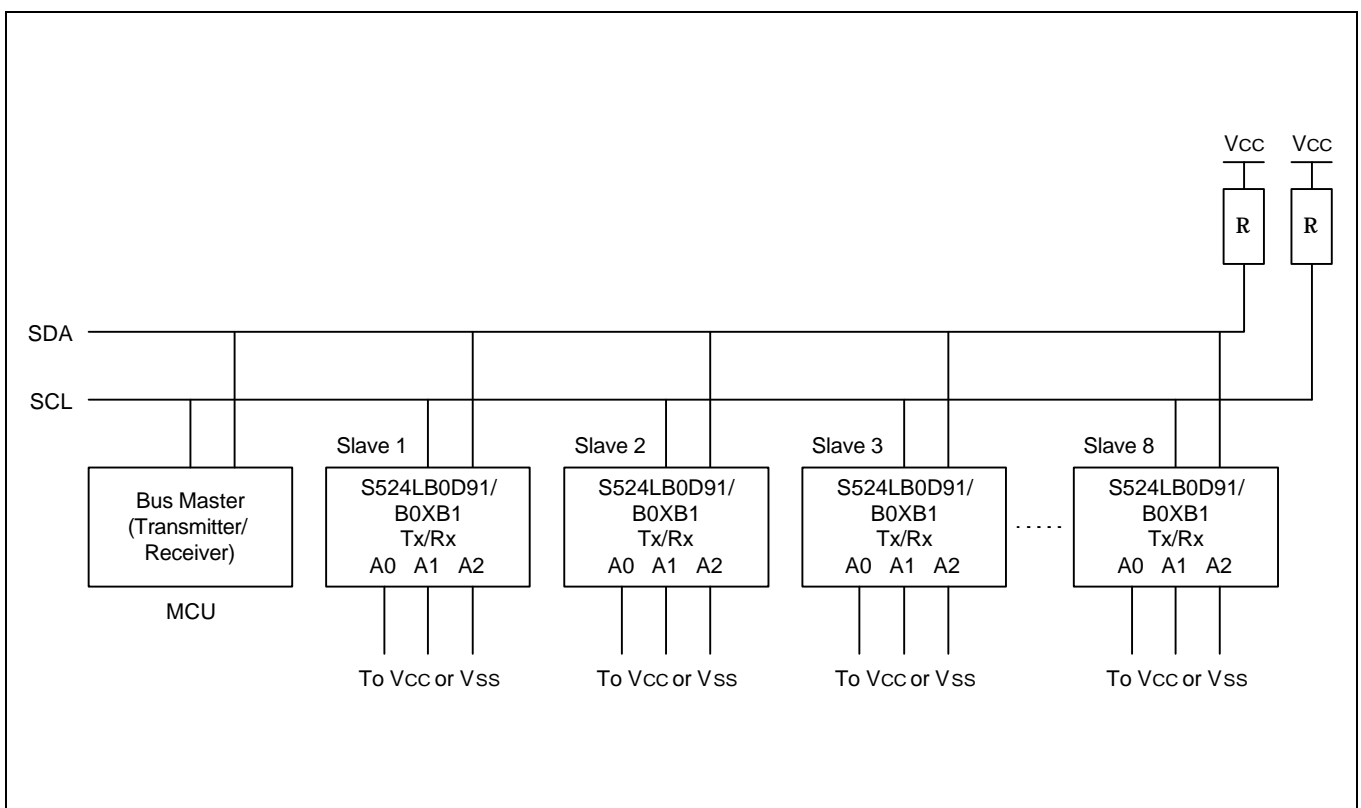 VCC VCC
R R
SDA
SCL
Slave 1 Slave 2 Slave 3 Slave 8
Bus Master
(Transmitter/
Receiver)
MCU
S524LB0D91/
B0XB1
Tx/Rx
A0 A1 A2
To VCC or VSS
S524LB0D91/
B0XB1
Tx/Rx
A0 A1 A2
To VCC or VSS
S524LB0D91/
B0XB1
Tx/Rx
A0 A1 A2
To VCC or VSS
.....
S524LB0D91/
B0XB1
Tx/Rx
A0 A1 A2
To VCC or VSS